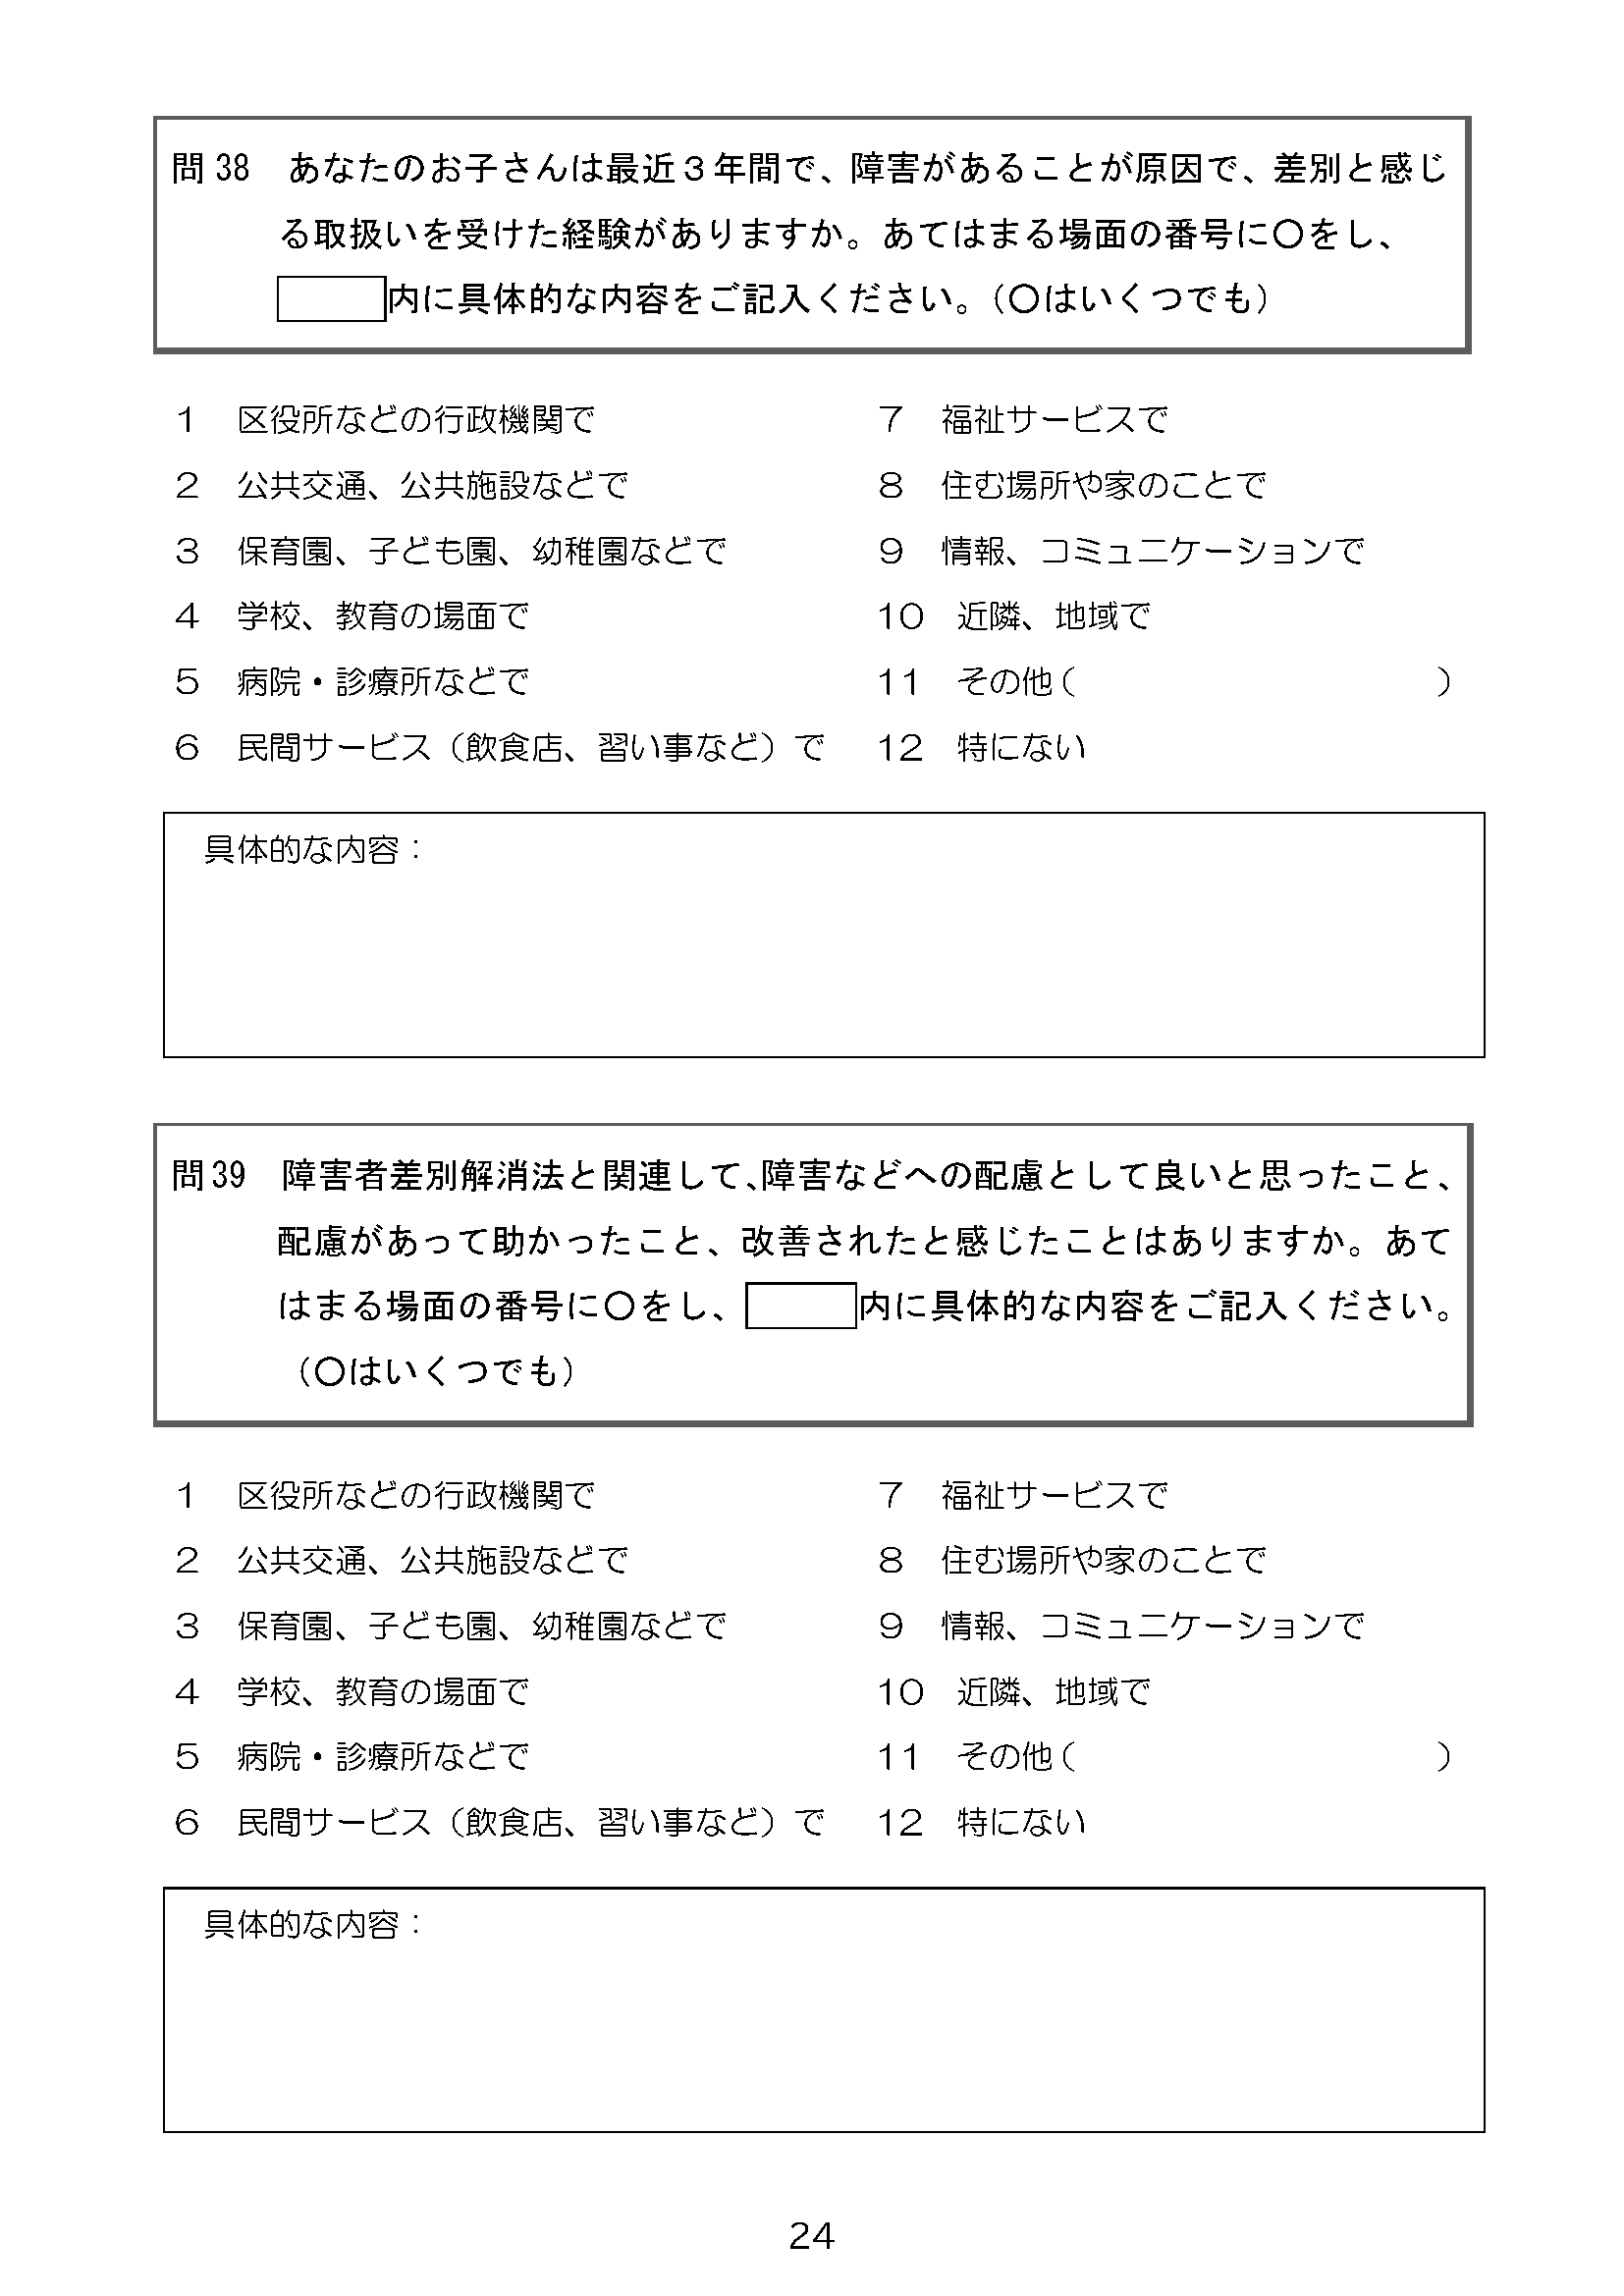 問38　あなたのお子さんは最近３年間で、障害があることが原因で、差別と感じ
る取扱いを受けた経験がありますか。あてはまる場面の番号に〇をし、
内に具体的な内容をご記入ください。（〇はいくつでも）
1　区役所などの行政機関で
2　公共交通、公共施設などで
3　保育園、子ども園、幼稚園などで
4　学校、教育の場面で
5　病院・診療所などで
6　民間サービス（飲食店、習い事など）で
7　福祉サービスで
8　住む場所や家のことで
9　情報、コミュニケーションで
10　近隣、地域で
11　その他（　　　　　　　　　　　）
12　特にない
具体的な内容：
問39　障害者差別解消法と関連して、障害などへの配慮として良いと思ったこと、
配慮があって助かったこと、改善されたと感じたことはありますか。あて
はまる場面の番号に〇をし、　　　内に具体的な内容をご記入ください。
（〇はいくつでも）
1　区役所などの行政機関で
2　公共交通、公共施設などで
3　保育園、子ども園、幼稚園などで
4　学校、教育の場面で
5　病院・診療所などで
6　民間サービス（飲食店、習い事など）で
7　福祉サービスで
8　住む場所や家のことで
9　情報、コミュニケーションで
10　近隣、地域で
11　その他（　　　　　　　　　　　）
12　特にない
具体的な内容：
24